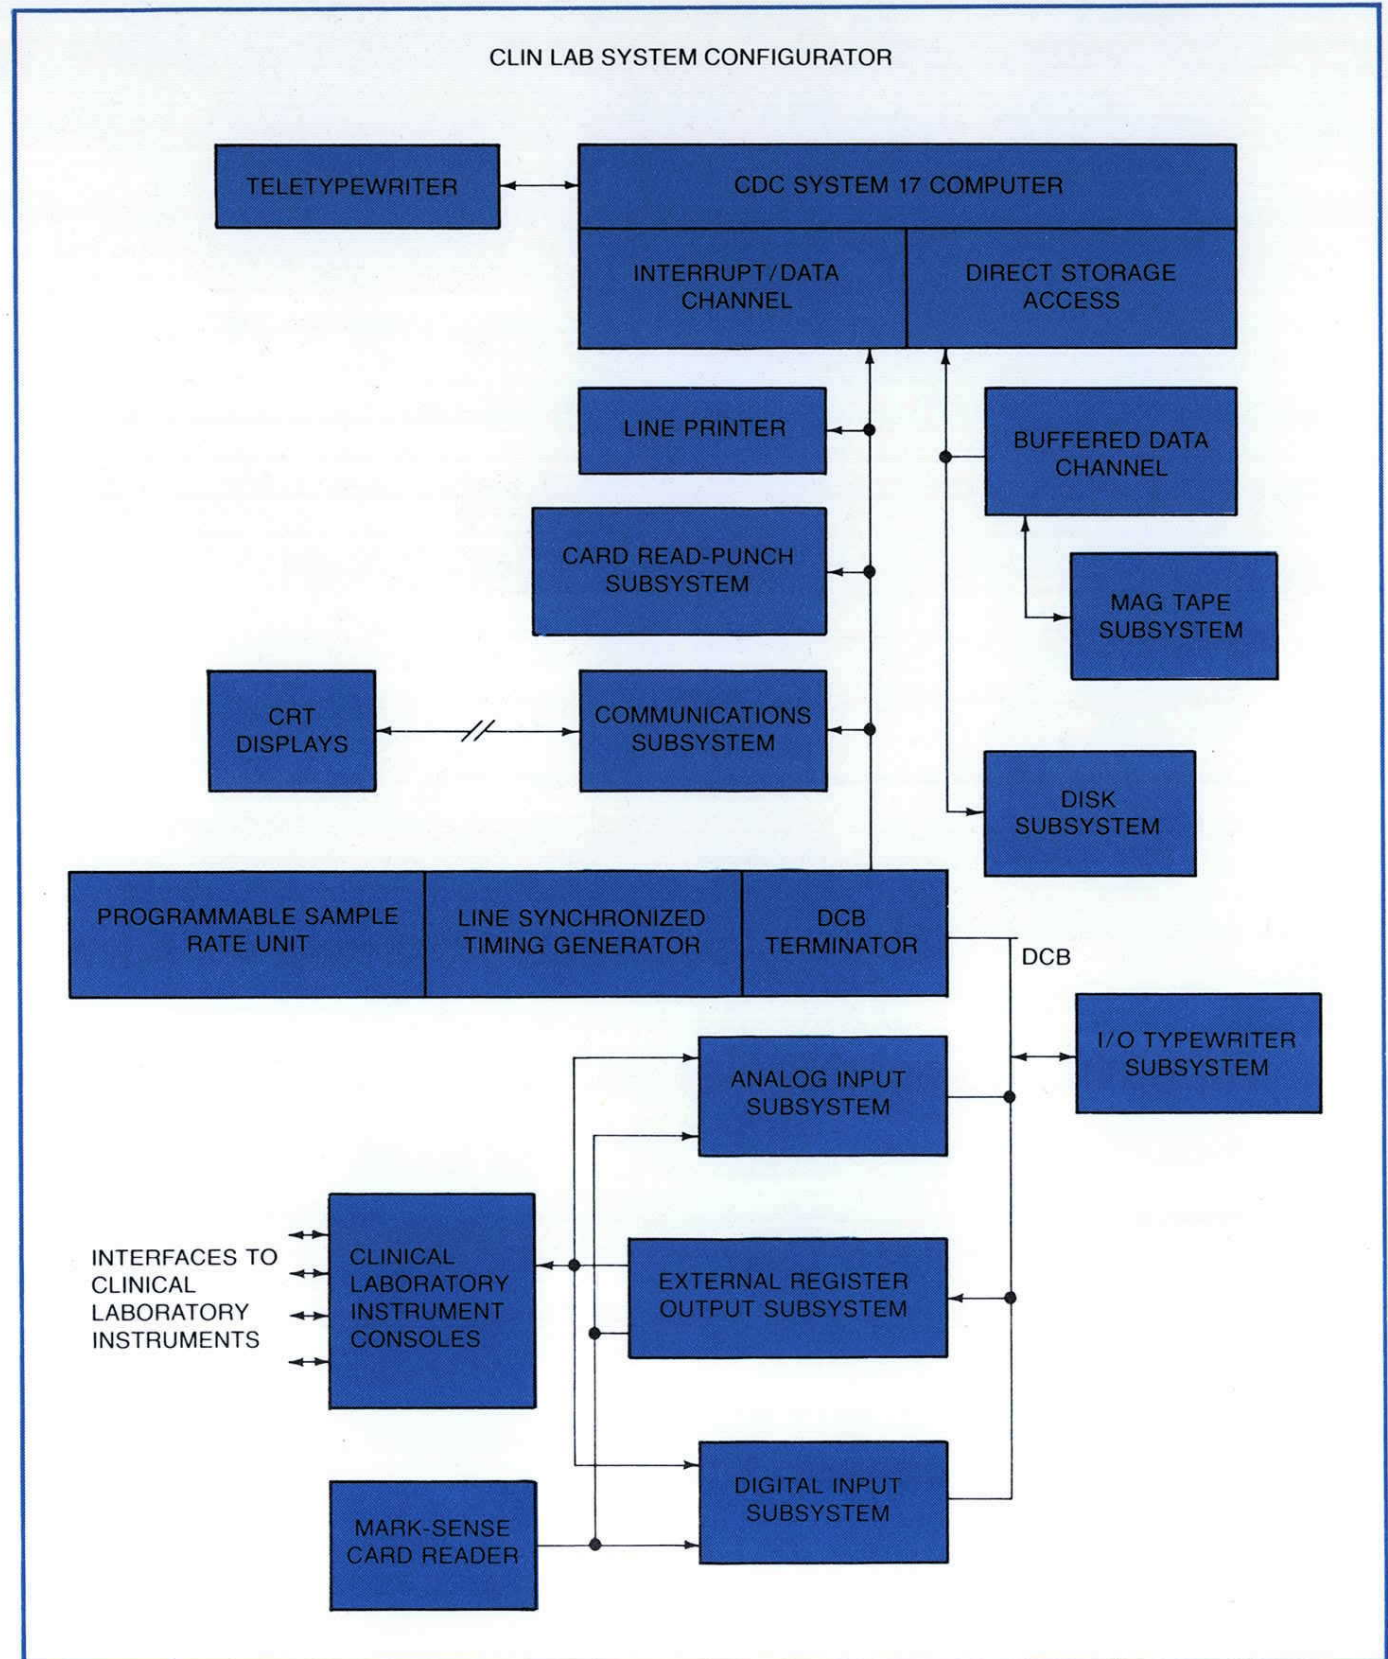 CLIN LAB SYSTEM CONFIGURATOR
TELETYPEWRITER
CDC SYSTEM 17 COMPUTER
INTERRUPT/DATA
CHANNEL
DIRECT STORAGE
ACCESS
LINE PRINTER
BUFFERED DATA
CHANNEL
CARD READ-PUNCH
SUBSYSTEM
MAG TAPE
SUBSYSTEM
CRT
DISPLAYS
COMMUNICATIONS
SUBSYSTEM
DISK
SUBSYSTEM
PROGRAMMABLE SAMPLE
RATE UNIT
LINE SYNCHRONIZED
TIMING GENERATOR
DCB
TERMINATOR
DCB
I/O TYPEWRITER
SUBSYSTEM
ANALOG INPUT
SUBSYSTEM
INTERFACES TO
CLINICAL
LABORATORY
INSTRUMENTS
CLINICAL
LABORATORY
INSTRUMENT
CONSOLES
EXTERNAL REGISTER
OUTPUT SUBSYSTEM
DIGITAL INPUT
SUBSYSTEM
MARK-SENSE
CARD READER